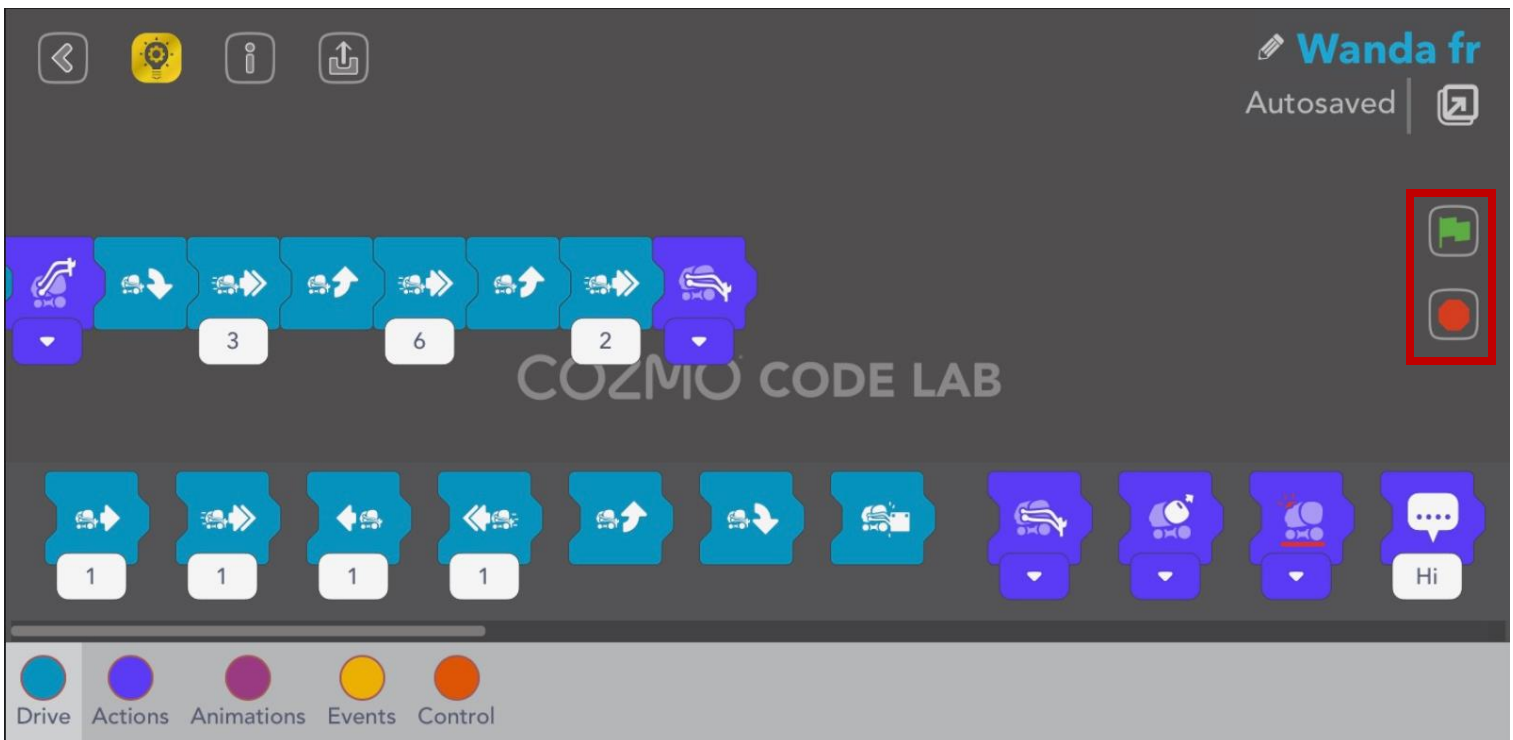 Wanda fr
Autosaved
3 6 2
COZMO CODE LAB
1 1 1 1 Hi
Drive Actions Animations Events Control